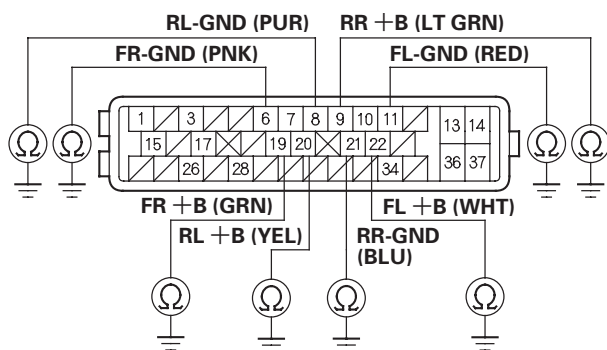 RL-GND (PUR) RR +B (LT GRN)
FR-GND (PNK) FL-GND (RED)
1 3 6 7 8 9 10 11 13 14
15 17 19 20 21 22
Ω Ω Ω Ω
26 28 34 36 37
FR +B (GRN) FL +B (WHT)
RL +B (YEL) RR-GND
(BLU)
Ω Ω Ω Ω